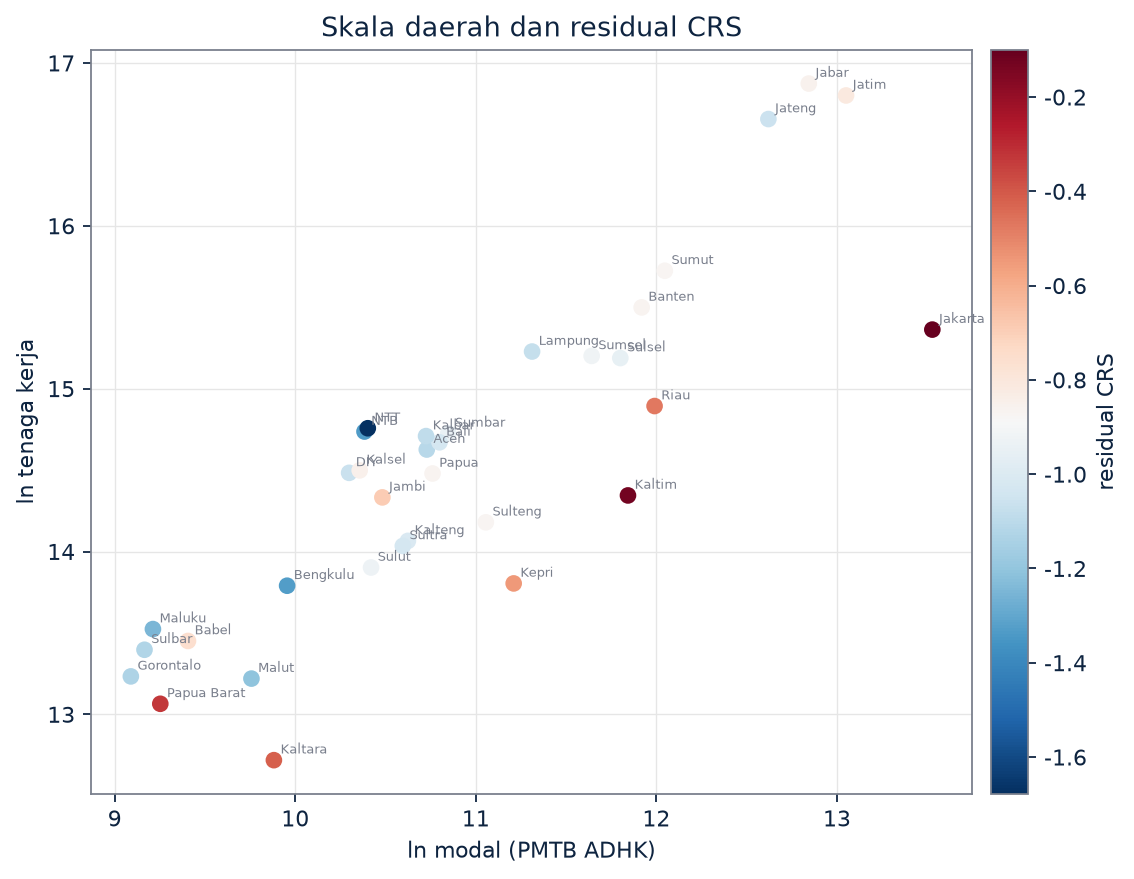 Skala daerah dan residual CRS
17
16
15
14
13
ln tenaga kerja
9
10
11
12
13
ln modal (PMTB ADHK)
Jabar
Jatim
Jateng
Sumut
Banten
Jakarta
Lampung
Sumsel
Sulsel
Riau
NTT
NTB
Kalbar
Sumbar
Bali
Aceh
DIY
Kalsel
Papua
Jambi
Kaltim
Sulteng
Kalteng
Sultra
Sulut
Kepri
Bengkulu
Maluku
Babel
Sulbar
Gorontalo
Malut
Papua Barat
Kaltara
-0.2
-0.4
-0.6
-0.8
-1.0
-1.2
-1.4
-1.6
residual CRS